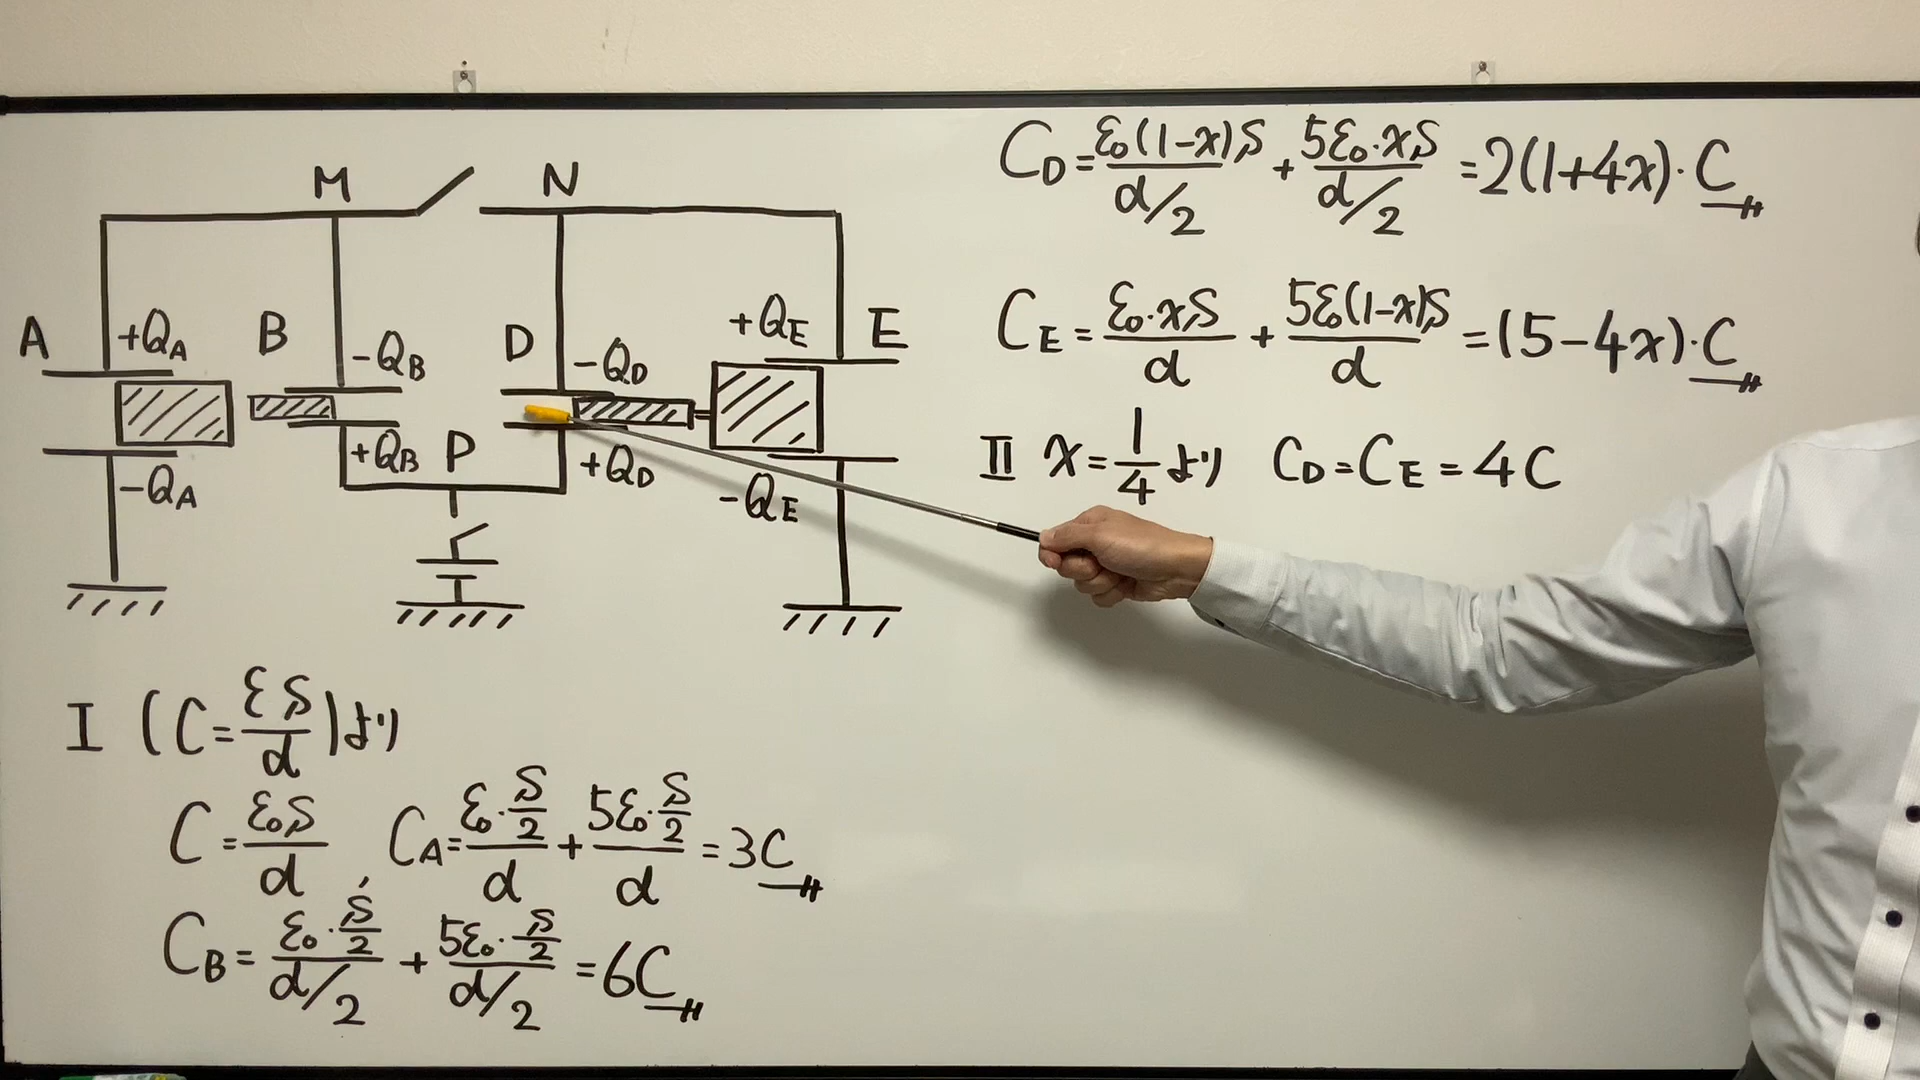 M N
A +QA B -QB D -QD +QE E
-QA +QB P +QD -QE
I (C=εS/d)より
C=ε₀S/d, CA=ε₀·S/2/d + 5ε₀·S/2/d =3C
CB=ε₀·S/2/d/2 + 5ε₀·S/2/d/2 =6C
CD=ε₀(1-x)S/d/2 + 5ε₀·xS/d/2 =2(1+4x)·C
CE=ε₀·xS/d + 5ε₀(1-x)S/d =(5-4x)·C
II x=1/4より CD=CE=4C